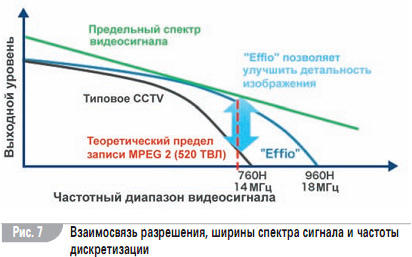 Предельный спектр
видеосигнала
"Effio" позволяет
улучшить детальность
изображения
Типовое CCTV
Выходной уровень
Теоретический предел
записи MPEG 2 (520 ТВЛ)
"Effio"
760H
14 МГц
960H
18 МГц
Частотный диапазон видеосигнала
Рис. 7
Взаимосвязь разрешения, ширины спектра сигнала и частоты
дискретизации